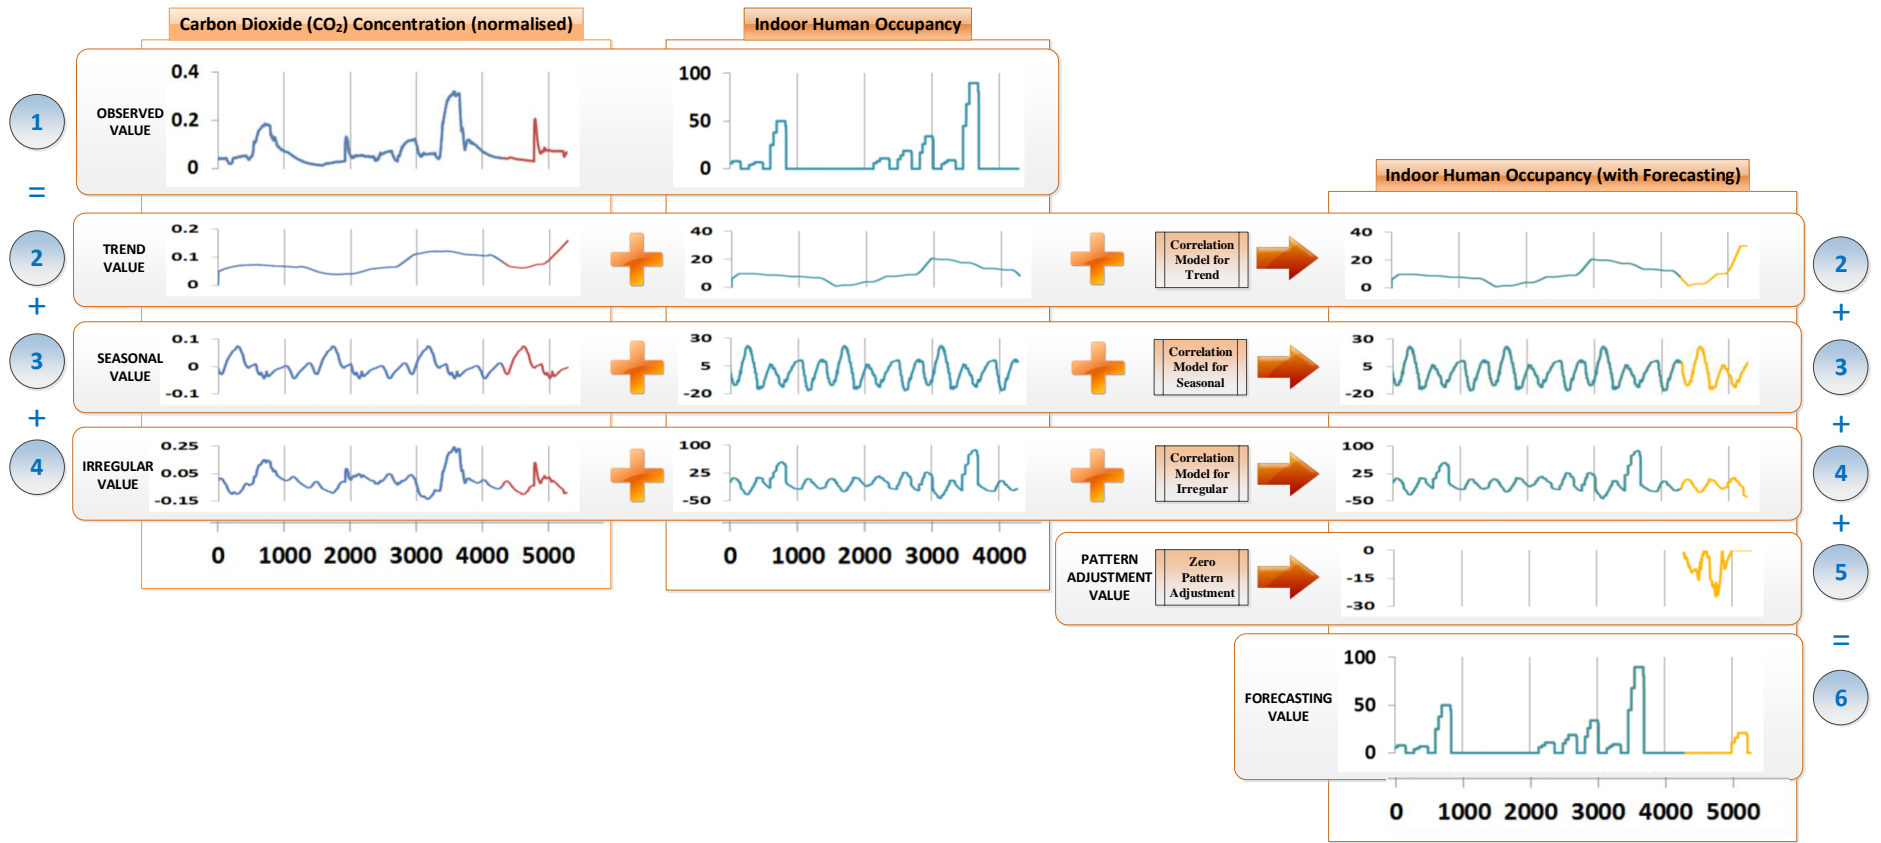 Carbon Dioxide (CO₂) Concentration (normalised)
Indoor Human Occupancy
1
OBSERVED
VALUE
0.4
0.2
0
100
50
0
=
Indoor Human Occupancy (with Forecasting)
2
TREND
VALUE
0.2
0.1
0
40
20
0
Correlation
Model for
Trend
40
20
0
2
+
+
3
SEASONAL
VALUE
0.1
0
-0.1
30
5
-20
Correlation
Model for
Seasonal
30
5
-20
3
+
+
4
IRREGULAR
VALUE
0.25
0.05
-0.15
100
25
-50
Correlation
Model for
Irregular
100
25
-50
4
+
0 1000 2000 3000 4000 5000
0 1000 2000 3000 4000
PATTERN
ADJUSTMENT
VALUE
Zero
Pattern
Adjustment
0
-15
-30
5
=
FORECASTING
VALUE
100
50
0
6
0 1000 2000 3000 4000 5000